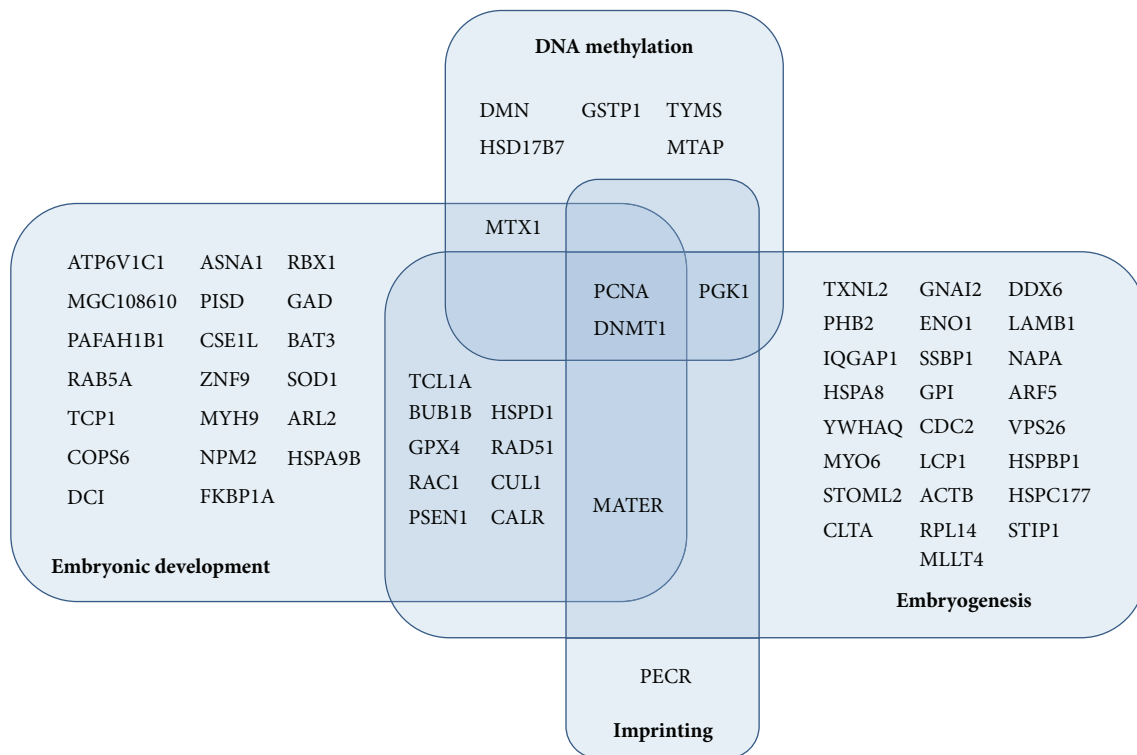 DNA methylation
DMN GSTP1 TYMS
HSD17B7 MTAP
MTX1
ATP6V1C1 ASNA1 RBX1
MGC108610 PISD GAD
PAFAH1B1 CSE1L BAT3
RAB5A ZNF9 SOD1
TCP1 MYH9 ARL2
COPS6 NPM2 HSPA9B
DCI FKBP1A
Embryonic development
PCNA PGK1
DNMT1
TCL1A
BUB1B HSPD1
GPX4 RAD51
RAC1 CUL1
PSEN1 CALR
MATER
TXNL2 GNAI2 DDX6
PHB2 ENO1 LAMB1
IQGAP1 SSBP1 NAPA
HSPA8 GPI ARF5
YWHAQ CDC2 VPS26
MYO6 LCP1 HSPBP1
STOML2 ACTB HSPC177
CLTA RPL14 STIP1
MLLT4
Embryogenesis
PECR
Imprinting